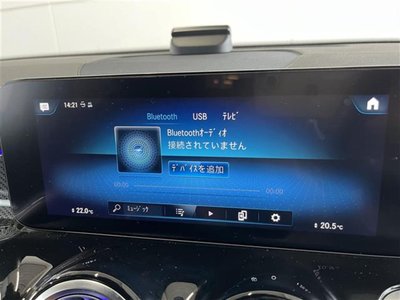 14:21
Bluetooth USB テレビ
Bluetoothオーディオ
接続されていません
デバイスを追加
00:00 00:00
ミュージック
22.0℃ 20.5℃